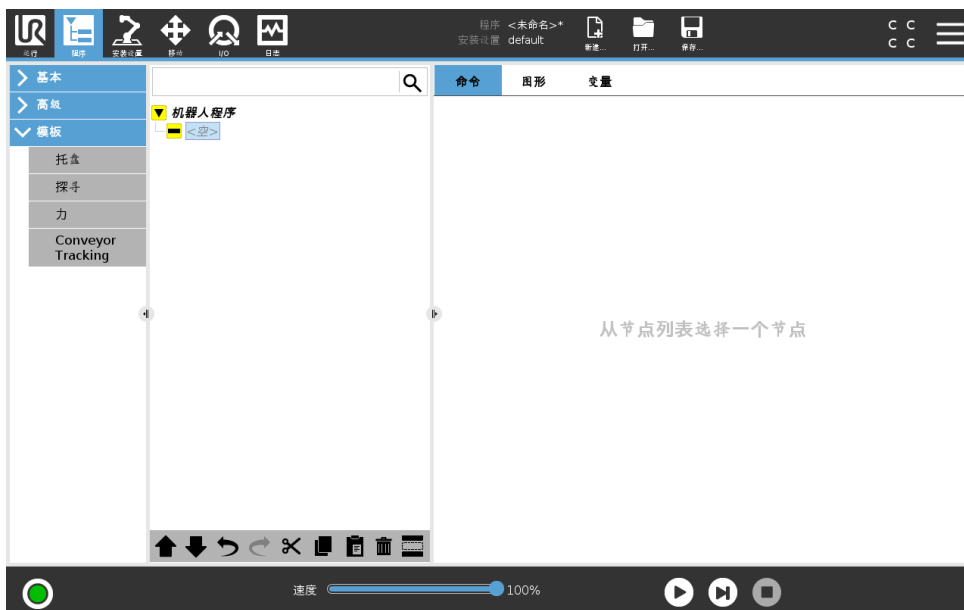 UR
运行
程序
安装设置
移动
I/O
日志
程序 <未命名>*
安装设置 default
新建...
打开...
保存...
C C
C C
基本
高级
模板
托盘
探寻
力
Conveyor
Tracking
机器人程序
<空>
命令
图形
变量
从节点列表选择一个节点
速度
100%